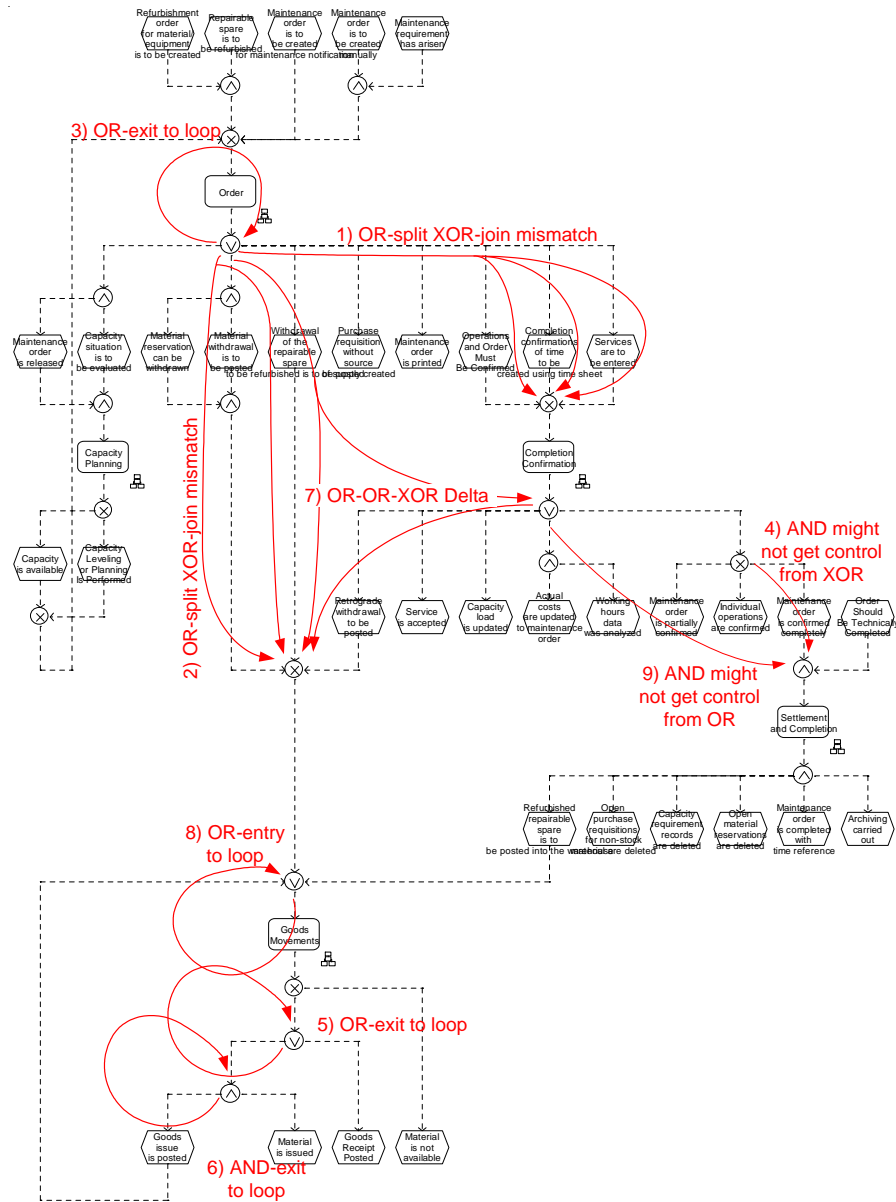 Refurbishment
order
for material/
equipment
is to be created
Repairable
spare
is to
be refurbished
Maintenance
order
is to be
created
for maintenance notification
Maintenance
order is to
be created
manually
Maintenance
requirement
has arisen
3) OR-exit to loop
Order
1) OR-split XOR-join mismatch
Maintenance
order
is released
Capacity
situation
is to
be evaluated
Material
reservation
can be
withdrawn
Material
withdrawal
is to
be posted
Withdrawal
of the
repairable
spare
to be refurbished is to be posted
Purchase
requisition
without
source
of supply created
Maintenance
order
is printed
Operations
and Order
Must
Be Confirmed
Completion
confirmations
of time
to be
created using time sheet
Services
are to
be entered
Capacity
Planning
Completion
Confirmation
2) OR-split XOR-join mismatch
7) OR-OR-XOR Delta
4) AND might
not get control
from XOR
Capacity
is available
Capacity
Leveling
or Planning
Is Performed
Retrograde
withdrawal
to be
posted
Service
is accepted
Capacity
load
is updated
Actual
costs
are updated
to maintenance
order
Working-
hours
data
was analyzed
Maintenance
order
is partially
confirmed
Individual
operations
are confirmed
Maintenance
order
is confirmed
completely
Order
Should
Be Technically
Completed
9) AND might
not get control
from OR
Settlement
and Completion
Refurbished
repairable
spare
is to
be posted into the warehouse
Open
purchase
requisitions
for non-stock
material are deleted
Capacity
requirement
records
are deleted
Open
material
reservations
are deleted
Maintenance
order
is completed
with
time reference
Archiving
carried
out
8) OR-entry
to loop
Goods
Movements
5) OR-exit to loop
Goods
issue
is posted
Material
is issued
Goods
Receipt
Posted
Material
is not
available
6) AND-exit
to loop